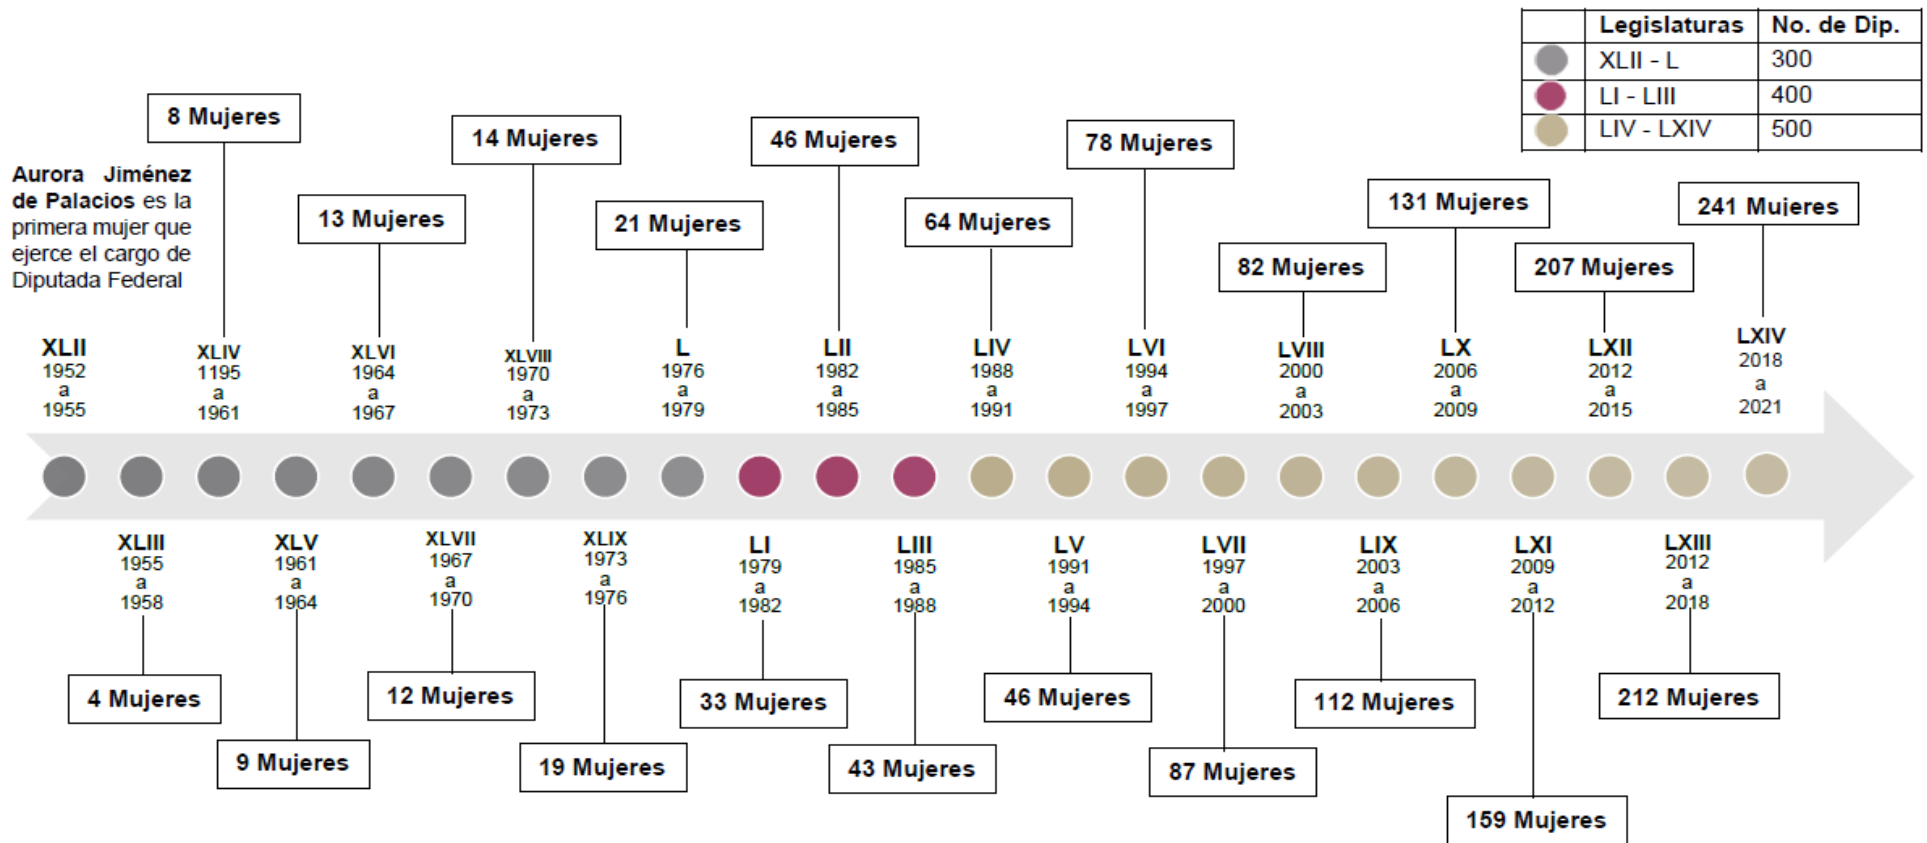 Legislaturas No. de Dip.
XLII - L 300
LI - LIII 400
LIV - LXIV 500
Aurora Jiménez
de Palacios es la
primera mujer que
ejerce el cargo de
Diputada Federal
8 Mujeres
13 Mujeres
14 Mujeres
21 Mujeres
46 Mujeres
64 Mujeres
78 Mujeres
82 Mujeres
131 Mujeres
207 Mujeres
241 Mujeres
XLII
1952
a
1955
XLIV
1195
a
1961
XLVI
1964
a
1967
XLVIII
1970
a
1973
L
1976
a
1979
LII
1982
a
1985
LIV
1988
a
1991
LVI
1994
a
1997
LVIII
2000
a
2003
LX
2006
a
2009
LXII
2012
a
2015
LXIV
2018
a
2021
XLIII
1955
a
1958
XLV
1961
a
1964
XLVII
1967
a
1970
XLIX
1973
a
1976
LI
1979
a
1982
LIII
1985
a
1988
LV
1991
a
1994
LVII
1997
a
2000
LIX
2003
a
2006
LXI
2009
a
2012
LXIII
2012
a
2018
4 Mujeres
9 Mujeres
12 Mujeres
19 Mujeres
33 Mujeres
43 Mujeres
46 Mujeres
87 Mujeres
112 Mujeres
159 Mujeres
212 Mujeres